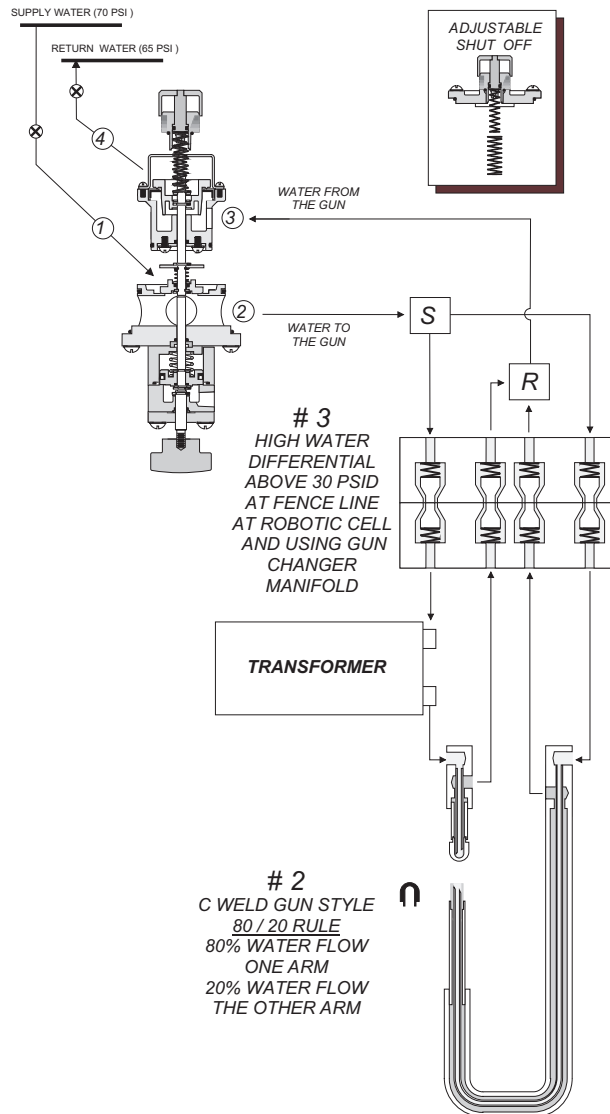 SUPPLY WATER (70 PSI )
RETURN WATER (65 PSI )
ADJUSTABLE
SHUT OFF
4
1
3
2
WATER FROM
THE GUN
WATER TO
THE GUN
S
R
# 3
HIGH WATER
DIFFERENTIAL
ABOVE 30 PSID
AT FENCE LINE
AT ROBOTIC CELL
AND USING GUN
CHANGER
MANIFOLD
TRANSFORMER
# 2
C WELD GUN STYLE
80 / 20 RULE
80% WATER FLOW
ONE ARM
20% WATER FLOW
THE OTHER ARM